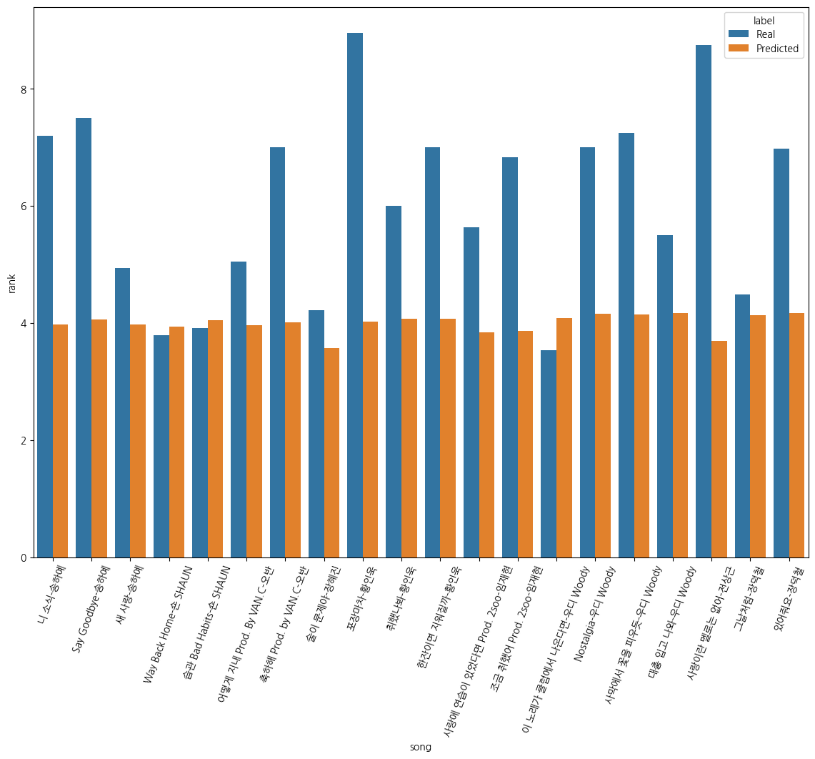 label
Real
Predicted
rank
8
6
4
2
0
니 소식-송하예
Say Goodbye-송하예
새 사랑-송하예
Way Back Home-숀 SHAUN
습관 Bad Habits-숀 SHAUN
어떻게 지내 Prod. By VAN C-오반
축하해 Prod. by VAN C-오반
술이 문제야-장혜진
포장마차-황인욱
취했나봐-황인욱
한잔이면 지워질까-황인욱
사랑에 연습이 있었다면 Prod. 2soo-임재현
조금 취했어 Prod. 2soo-임재현
이 노래가 클럽에서 나온다면-우디 Woody
Nostalgia-우디 Woody
사막에서 꽃을 피우듯-우디 Woody
대충 입고 나와-우디 Woody
사랑이란 멜로는 없어-전상근
그날처럼-장덕철
있어줘요-장덕철
song